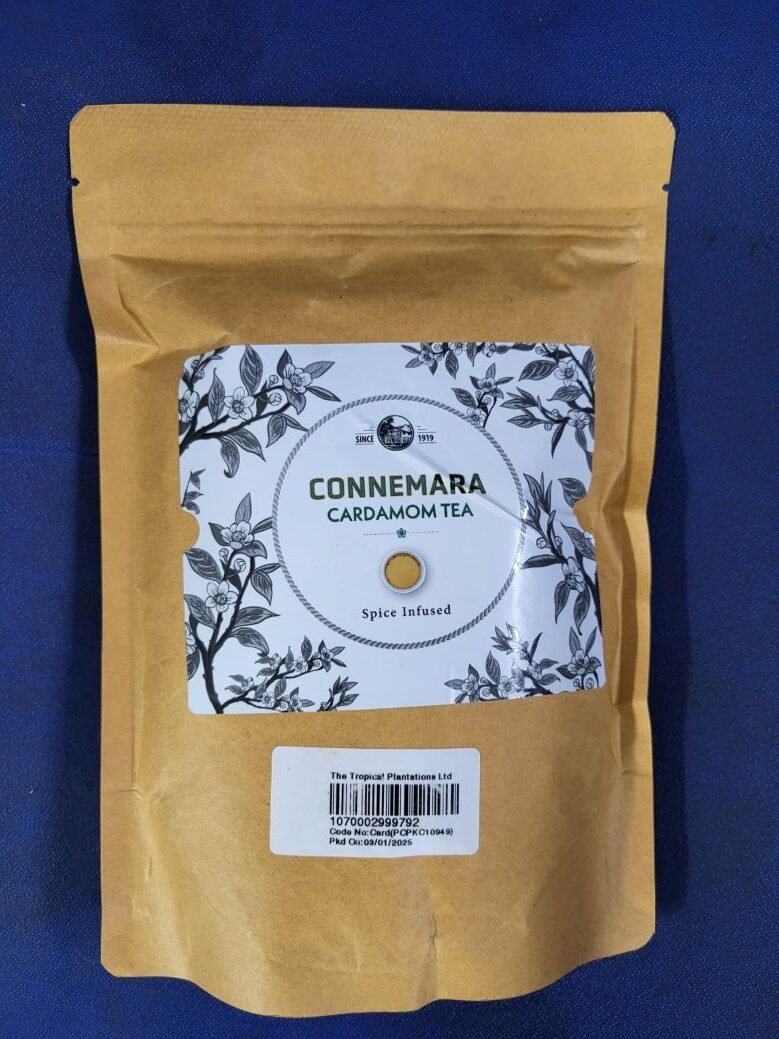 SINCE 1919
CONNEMARA
CARDAMOM TEA
Spice Infused
The Tropical Plantations Ltd
1070002999792
Code No:Card(PCPKC10949)
Pkd On:03/01/2025